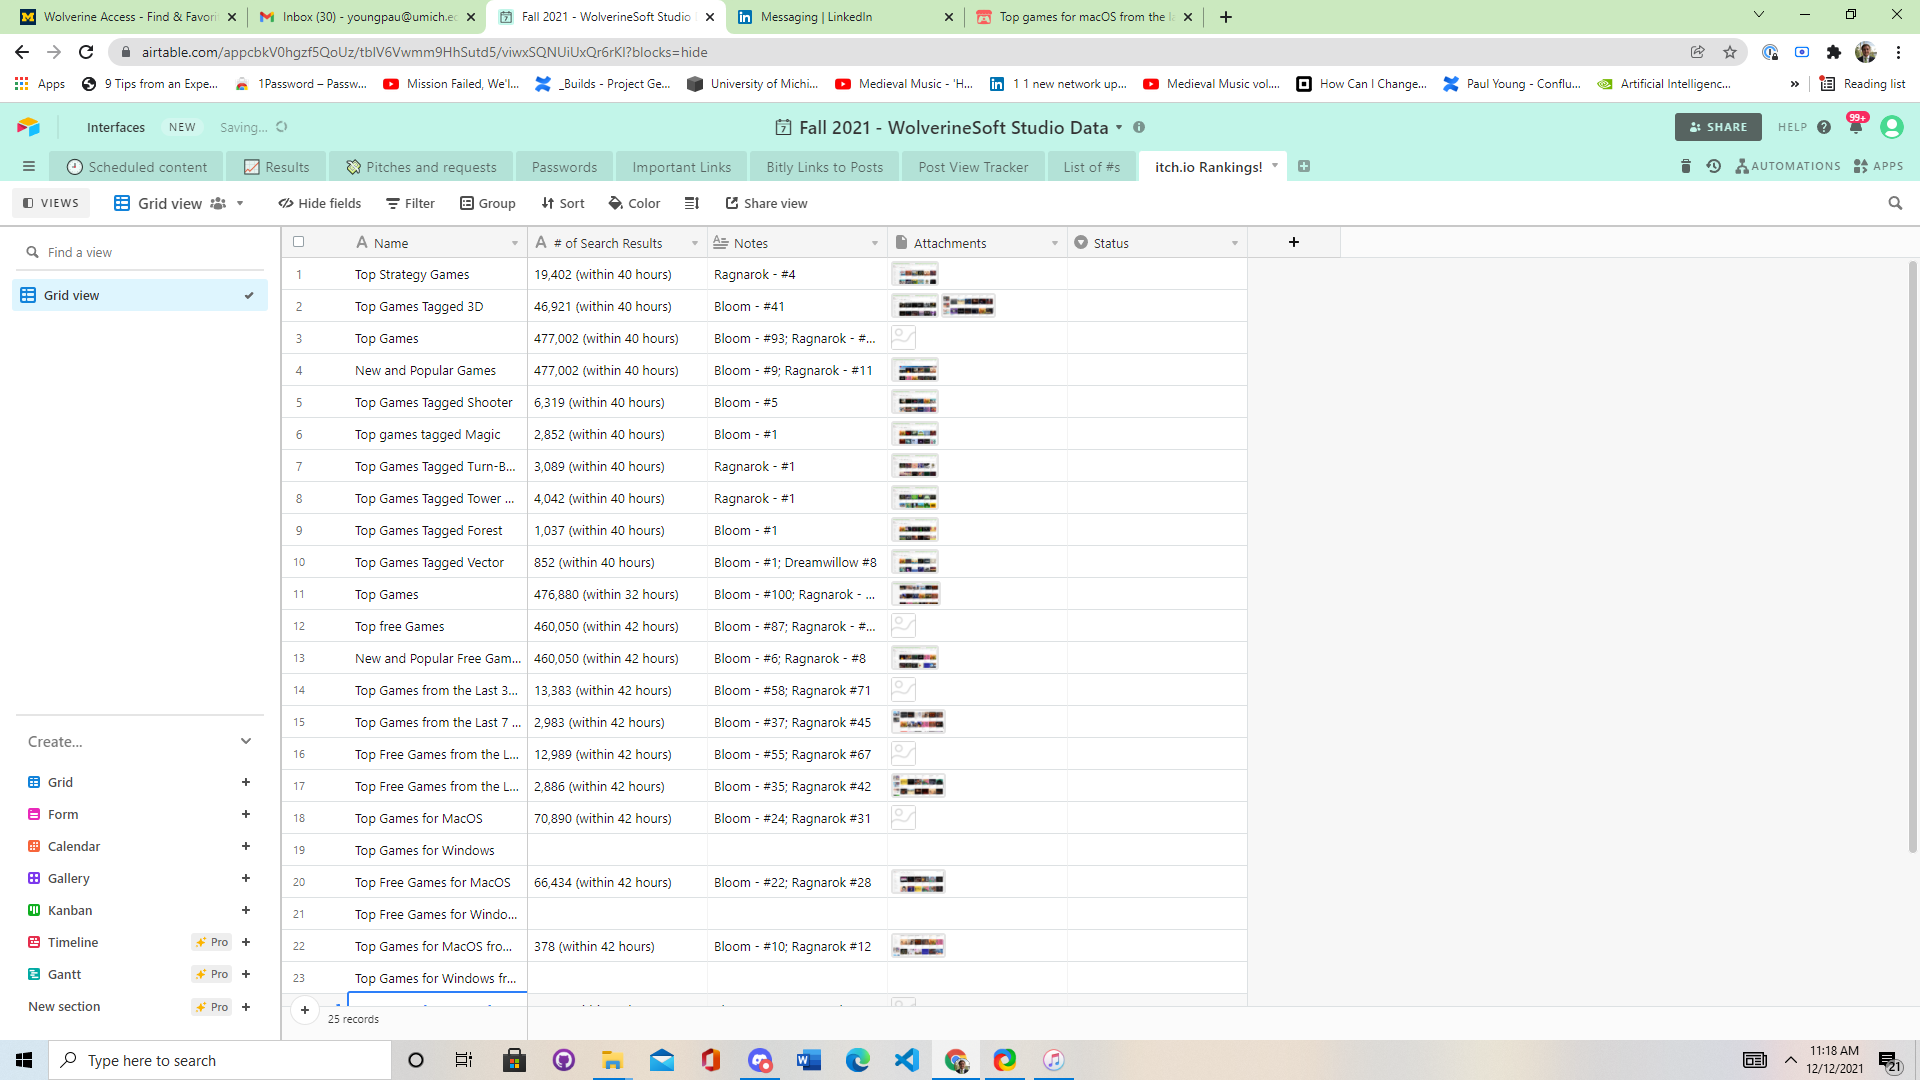 Wolverine Access - Find & Favori
Inbox (30) - youngpau@umich.ec
Fall 2021 - WolverineSoft Studio
Messaging | LinkedIn
Top games for macOS from the la
airtable.com/appcbkV0hgzf5QoUz/tblV6Vwmm9HhSutd5/viwxSQNUiUxQr6rKI?blocks=hide
Apps
9 Tips from an Expe...
1Password – Passw...
Mission Failed, We'l...
_Builds - Project Ge...
University of Michi...
Medieval Music - 'H...
1 1 new network up...
Medieval Music vol....
How Can I Change...
Paul Young - Conflu...
Artificial Intelligenc...
»
Reading list
Interfaces
NEW
Saving...
Fall 2021 - WolverineSoft Studio Data
SHARE
HELP
99+
Scheduled content
Results
Pitches and requests
Passwords
Important Links
Bitly Links to Posts
Post View Tracker
List of #s
itch.io Rankings!
AUTOMATIONS
APPS
VIEWS
Grid view
Hide fields
Filter
Group
Sort
Color
Share view
Find a view
Grid view
Name # of Search Results Notes Attachments Status
1 Top Strategy Games 19,402 (within 40 hours) Ragnarok - #4
2 Top Games Tagged 3D 46,921 (within 40 hours) Bloom - #41
3 Top Games 477,002 (within 40 hours) Bloom - #93; Ragnarok - #...
4 New and Popular Games 477,002 (within 40 hours) Bloom - #9; Ragnarok - #11
5 Top Games Tagged Shooter 6,319 (within 40 hours) Bloom - #5
6 Top games tagged Magic 2,852 (within 40 hours) Bloom - #1
7 Top Games Tagged Turn-B... 3,089 (within 40 hours) Ragnarok - #1
8 Top Games Tagged Tower ... 4,042 (within 40 hours) Ragnarok - #1
9 Top Games Tagged Forest 1,037 (within 40 hours) Bloom - #1
10 Top Games Tagged Vector 852 (within 40 hours) Bloom - #1; Dreamwillow #8
11 Top Games 476,880 (within 32 hours) Bloom - #100; Ragnarok - ...
12 Top free Games 460,050 (within 42 hours) Bloom - #87; Ragnarok - #...
13 New and Popular Free Gam... 460,050 (within 42 hours) Bloom - #6; Ragnarok - #8
14 Top Games from the Last 3... 13,383 (within 42 hours) Bloom - #58; Ragnarok #71
15 Top Games from the Last 7 ... 2,983 (within 42 hours) Bloom - #37; Ragnarok #45
16 Top Free Games from the L... 12,989 (within 42 hours) Bloom - #55; Ragnarok #67
17 Top Free Games from the L... 2,886 (within 42 hours) Bloom - #35; Ragnarok #42
18 Top Games for MacOS 70,890 (within 42 hours) Bloom - #24; Ragnarok #31
19 Top Games for Windows
20 Top Free Games for MacOS 66,434 (within 42 hours) Bloom - #22; Ragnarok #28
21 Top Free Games for Windo...
22 Top Games for MacOS fro... 378 (within 42 hours) Bloom - #10; Ragnarok #12
23 Top Games for Windows fr...
25 records
Create...
Grid
Form
Calendar
Gallery
Kanban
Timeline Pro
Gantt Pro
New section Pro
Type here to search
11:18 AM
12/12/2021
21